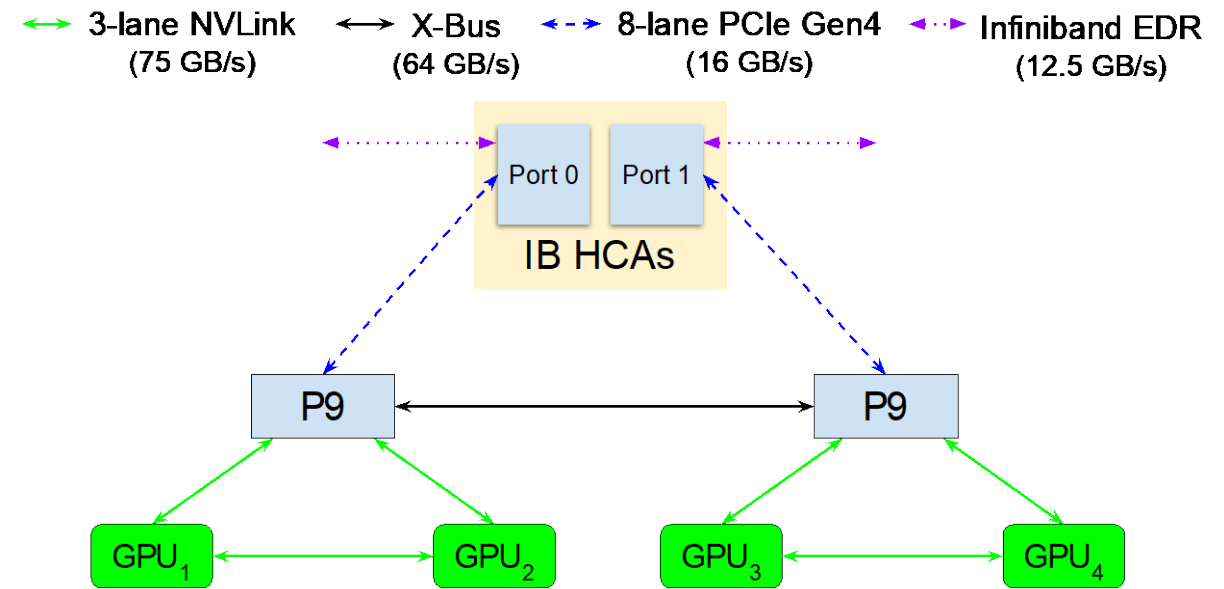 3-lane NVLink X-Bus 8-lane PCIe Gen4 Infiniband EDR
(75 GB/s) (64 GB/s) (16 GB/s) (12.5 GB/s)
Port 0 Port 1
IB HCAs
P9 P9
GPU1 GPU2 GPU3 GPU4